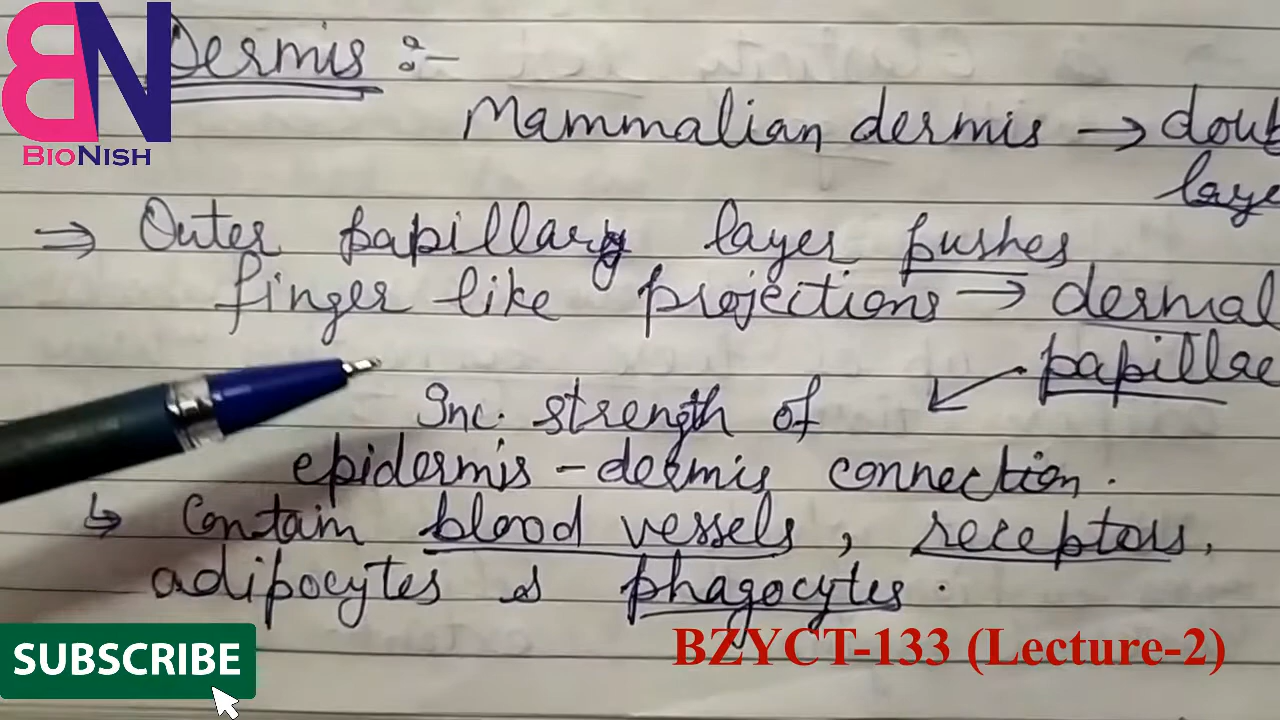 BN
BIONISH
Dermis :-
Mammalian dermis → doub
laye
⇒ Outer papillary layer pushes
finger like projections → dermal
papillae
Inc. strength of
epidermis - dermis connection.
↳ Contain blood vessels, receptors,
adipocytes & phagocytes.
BZYCT-133 (Lecture-2)
SUBSCRIBE